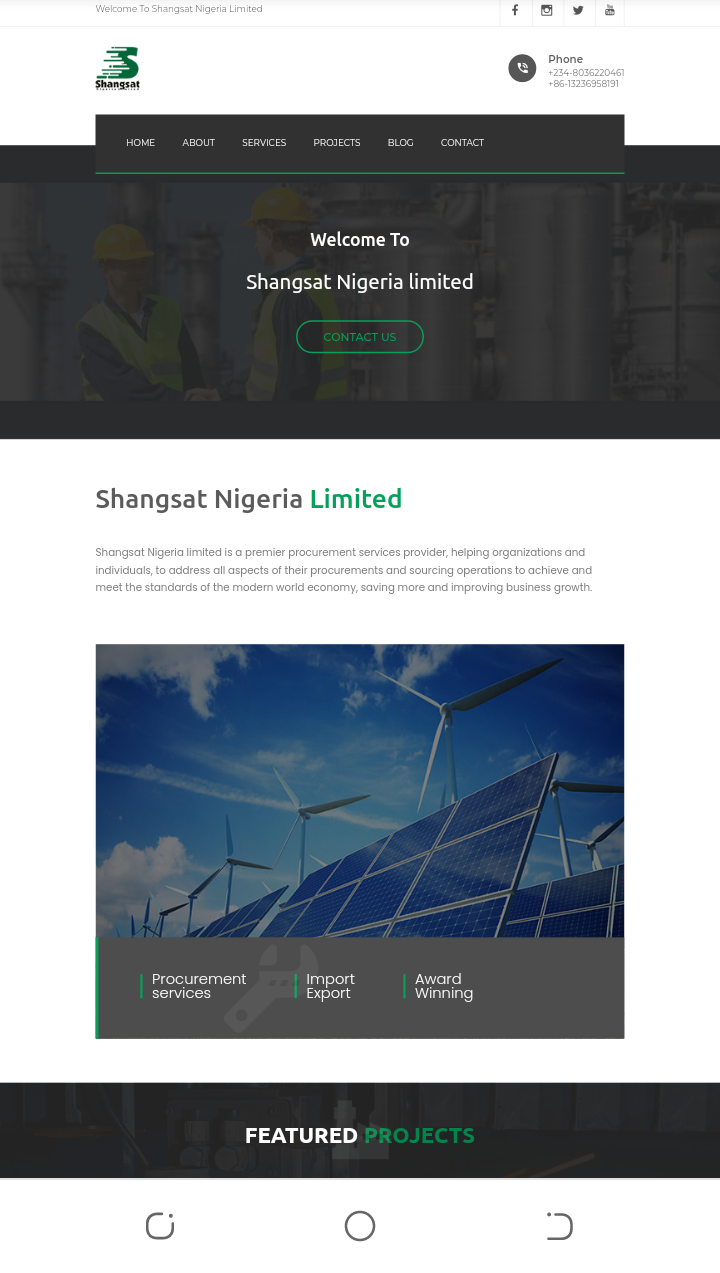 Welcome To Shangsat Nigeria Limited
Shangsat
Nigeria Limited
Phone
+234-8036220461
+86-13236958191
HOME ABOUT SERVICES PROJECTS BLOG CONTACT
Welcome To
Shangsat Nigeria limited
CONTACT US
Shangsat Nigeria Limited
Shangsat Nigeria limited is a premier procurement services provider, helping organizations and
individuals, to address all aspects of their procurements and sourcing operations to achieve and
meet the standards of the modern world economy, saving more and improving business growth.
Procurement
services
Import
Export
Award
Winning
FEATURED PROJECTS